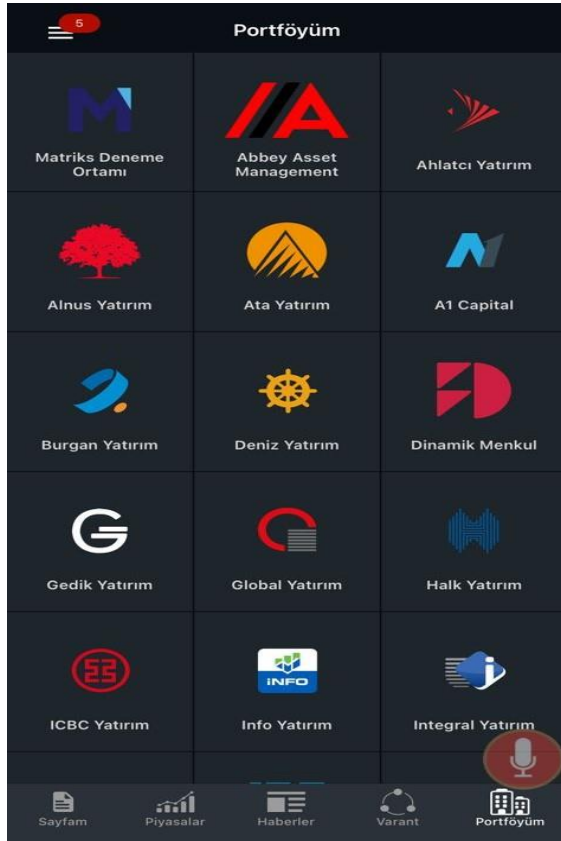 5
Portföyüm
Matriks Deneme
Ortamı
Abbey Asset
Management
Ahlatcı Yatırım
Alnus Yatırım
Ata Yatırım
A1 Capital
Burgan Yatırım
Deniz Yatırım
Dinamik Menkul
Gedik Yatırım
Global Yatırım
Halk Yatırım
ICBC Yatırım
iNFO
Info Yatırım
Integral Yatırım
Sayfam
Piyasalar
Haberler
Varant
Portföyüm